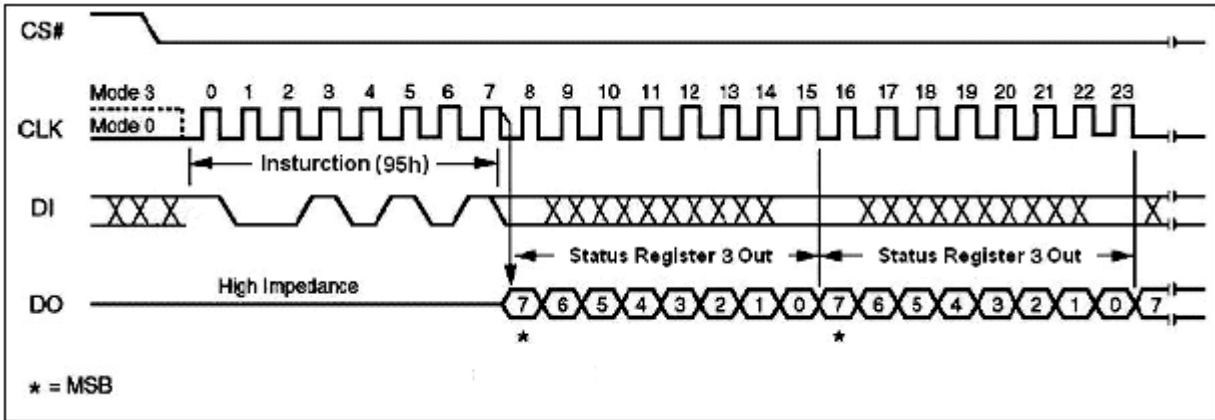 CS#
Mode 3
0 1 2 3 4 5 6 7 8 9 10 11 12 13 14 15 16 17 18 19 20 21 22 23
CLK
Mode 0
Insturction (95h)
DI
Status Register 3 Out
Status Register 3 Out
High Impedance
DO
7 6 5 4 3 2 1 0 7 6 5 4 3 2 1 0 7
* *
* = MSB